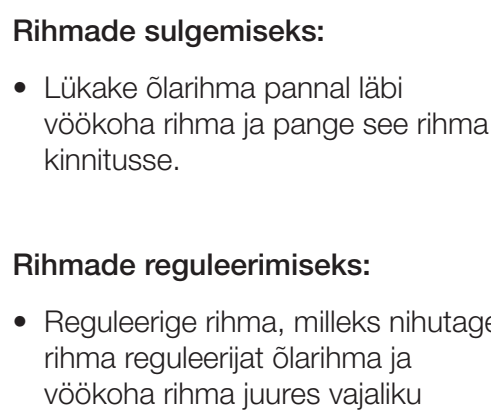 Rihmade sulgemiseks:
• Lükake õlarihma pannal läbi
vöökoha rihma ja pange see rihma
kinnitusse.
Rihmade reguleerimiseks:
• Reguleerige rihma, milleks nihutage
rihma reguleerijat õlarihma ja
vöökoha rihma juures vajaliku